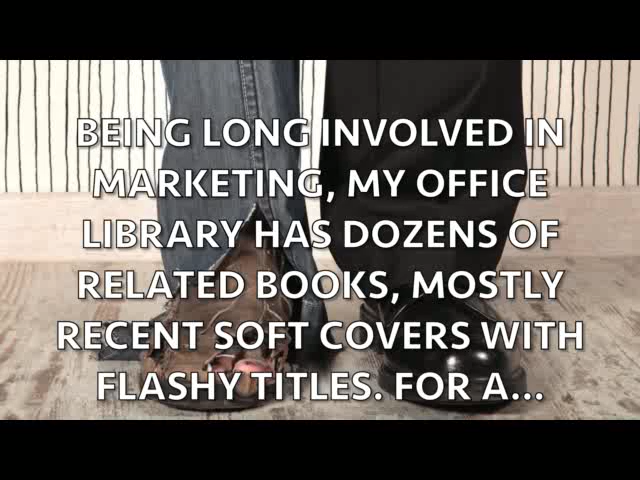 BEING LONG INVOLVED IN
MARKETING, MY OFFICE
LIBRARY HAS DOZENS OF
RELATED BOOKS, MOSTLY
RECENT SOFT COVERS WITH
FLASHY TITLES. FOR A...